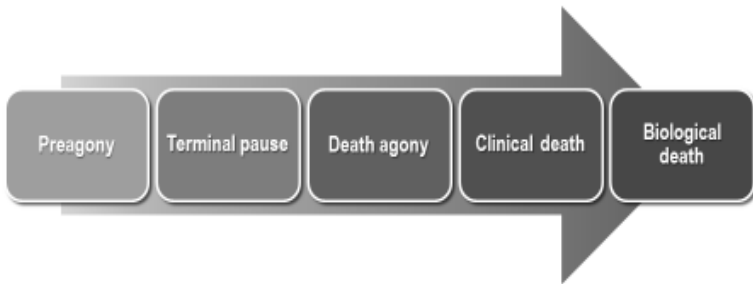 Preagony
Terminal pause
Death agony
Clinical death
Biological
death